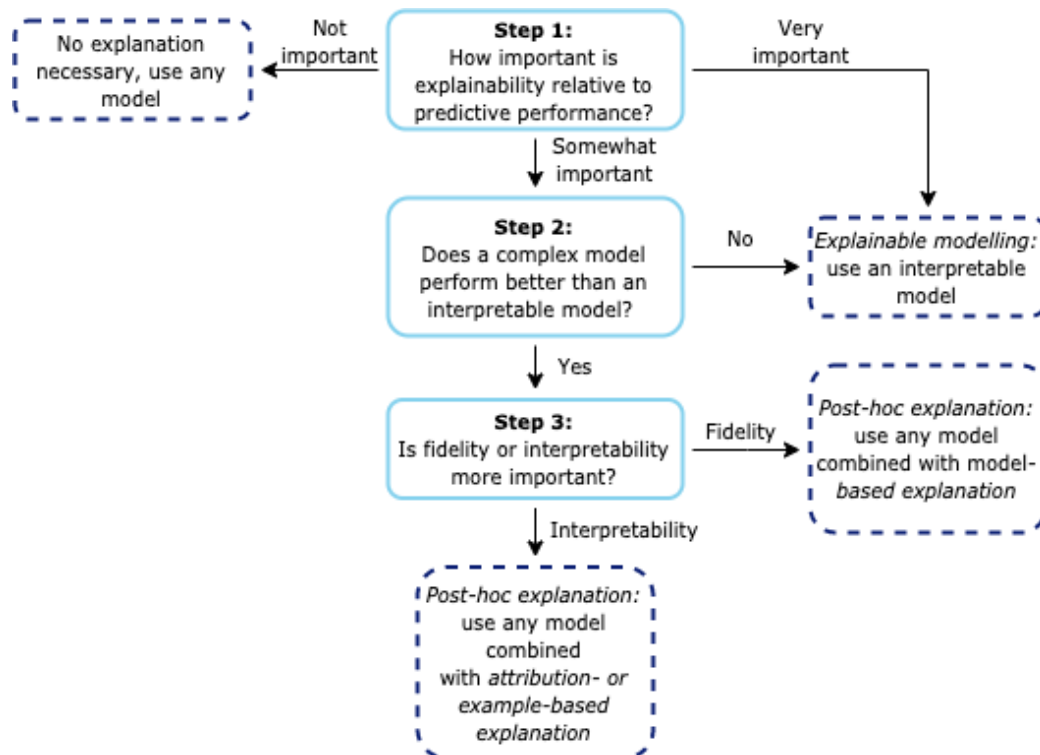 No explanation
necessary, use any
model
Not
important
Step 1:
How important is
explainability relative to
predictive performance?
Very
important
Somewhat
important
Step 2:
Does a complex model
perform better than an
interpretable model?
No
Explainable modelling:
use an interpretable
model
Yes
Step 3:
Is fidelity or interpretability
more important?
Fidelity
Post-hoc explanation:
use any model
combined with model-
based explanation
Interpretability
Post-hoc explanation:
use any model
combined
with attribution- or
example-based
explanation